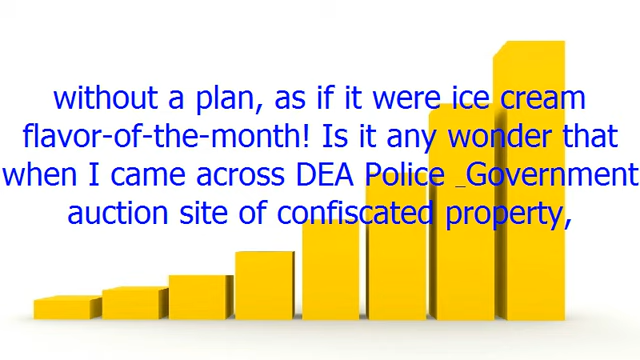 without a plan, as if it were ice cream
flavor-of-the-month! Is it any wonder that
when I came across DEA Police _Government
auction site of confiscated property,